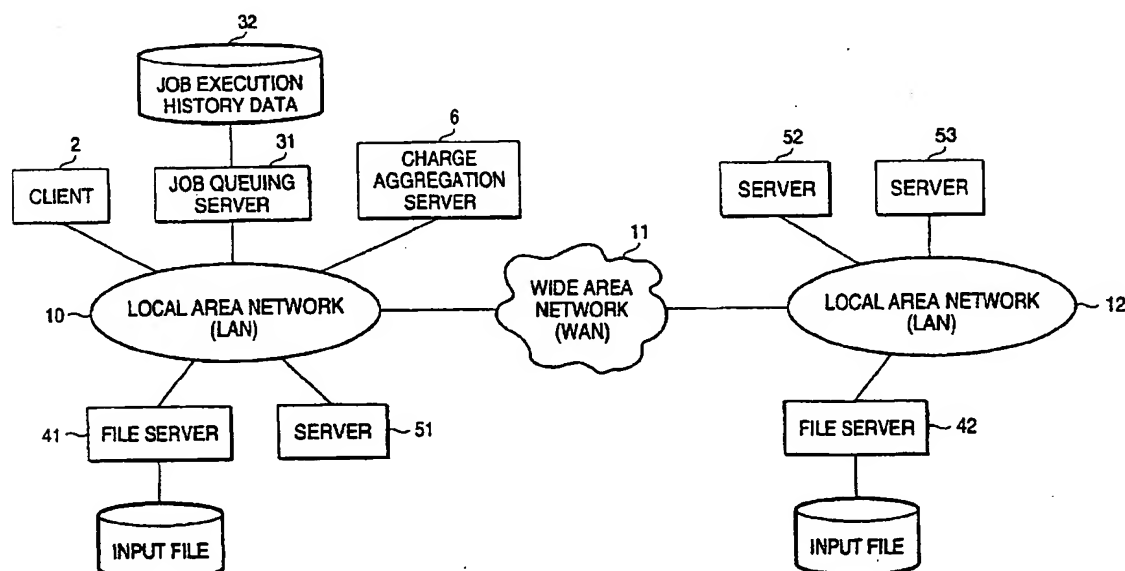 32
JOB EXECUTION
HISTORY DATA
2
CLIENT
31
JOB QUEUING
SERVER
6
CHARGE
AGGREGATION
SERVER
52
SERVER
53
SERVER
10
LOCAL AREA NETWORK
(LAN)
11
WIDE AREA
NETWORK
(WAN)
LOCAL AREA NETWORK
(LAN)
12
41
FILE SERVER
SERVER
51
FILE SERVER
42
INPUT FILE
INPUT FILE